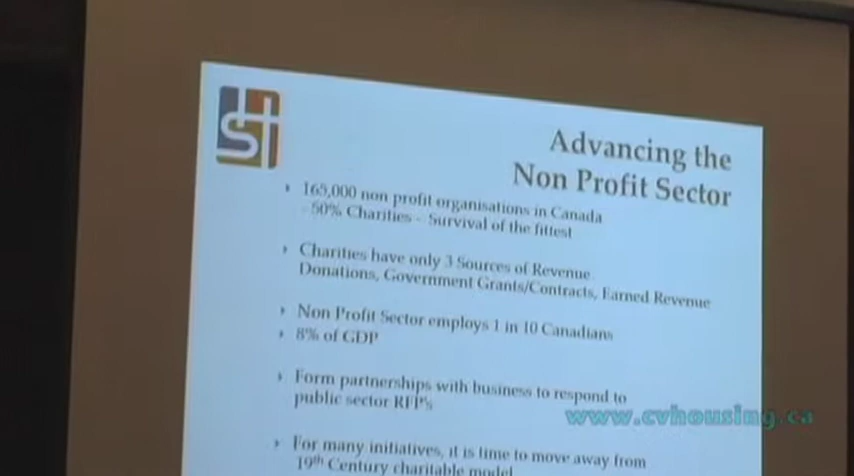 Advancing the
Non Profit Sector
165,000 non profit organisations in Canada
- 50% Charities - Survival of the fittest
Charities have only 3 Sources of Revenue
Donations, Government Grants/Contracts, Earned Revenue
Non Profit Sector employs 1 in 10 Canadians
8% of GDP
Form partnerships with business to respond to
public sector RFP's
www.cvhousing.ca
For many initiatives, it is time to move away from
19th Century charitable model